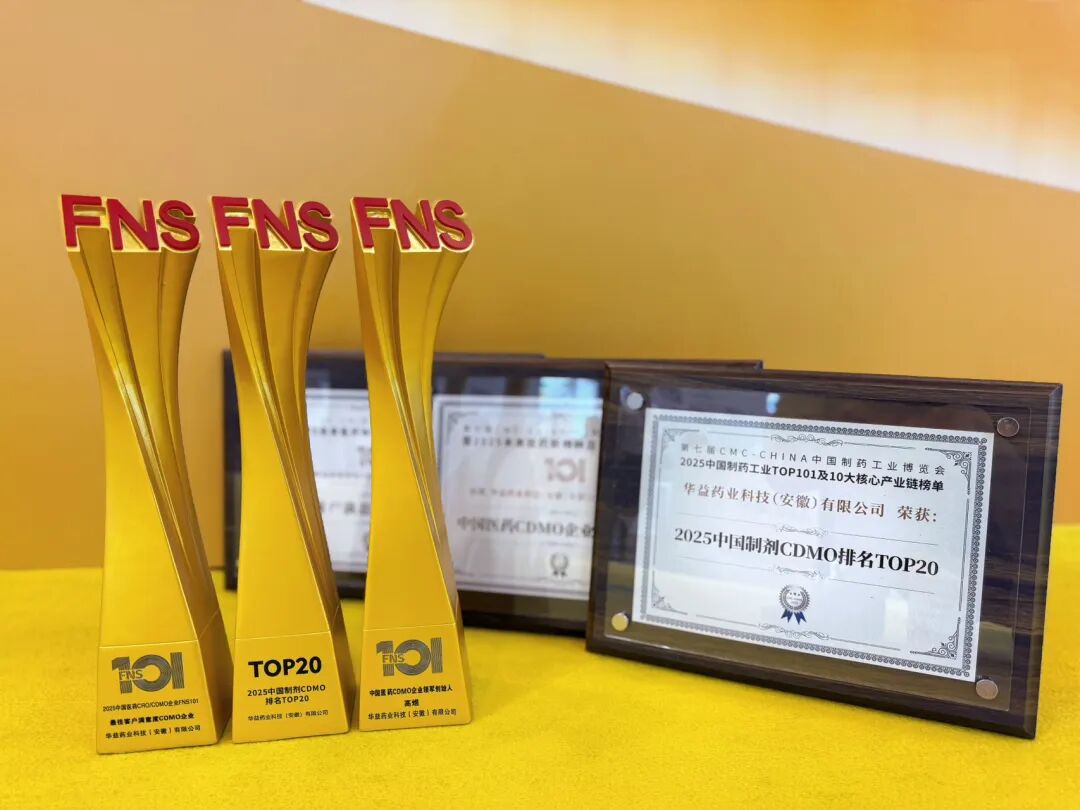 FNS
FNS101
2025中国医药CRO/CDMO企业FNS101
最佳客户满意度CDMO企业
华益药业科技（安徽）有限公司
FNS
TOP20
2025中国制剂CDMO
排名TOP20
华益药业科技（安徽）有限公司
FNS
FNS101
中国医药CDMO企业领军创始人
高煜
华益药业科技（安徽）有限公司
中国医药CDMO企业
第七届CMC-CHINA中国制药工业博览会
2025中国制药工业TOP101及10大核心产业链榜单
华益药业科技(安徽)有限公司 荣获:
2025中国制剂CDMO排名TOP20